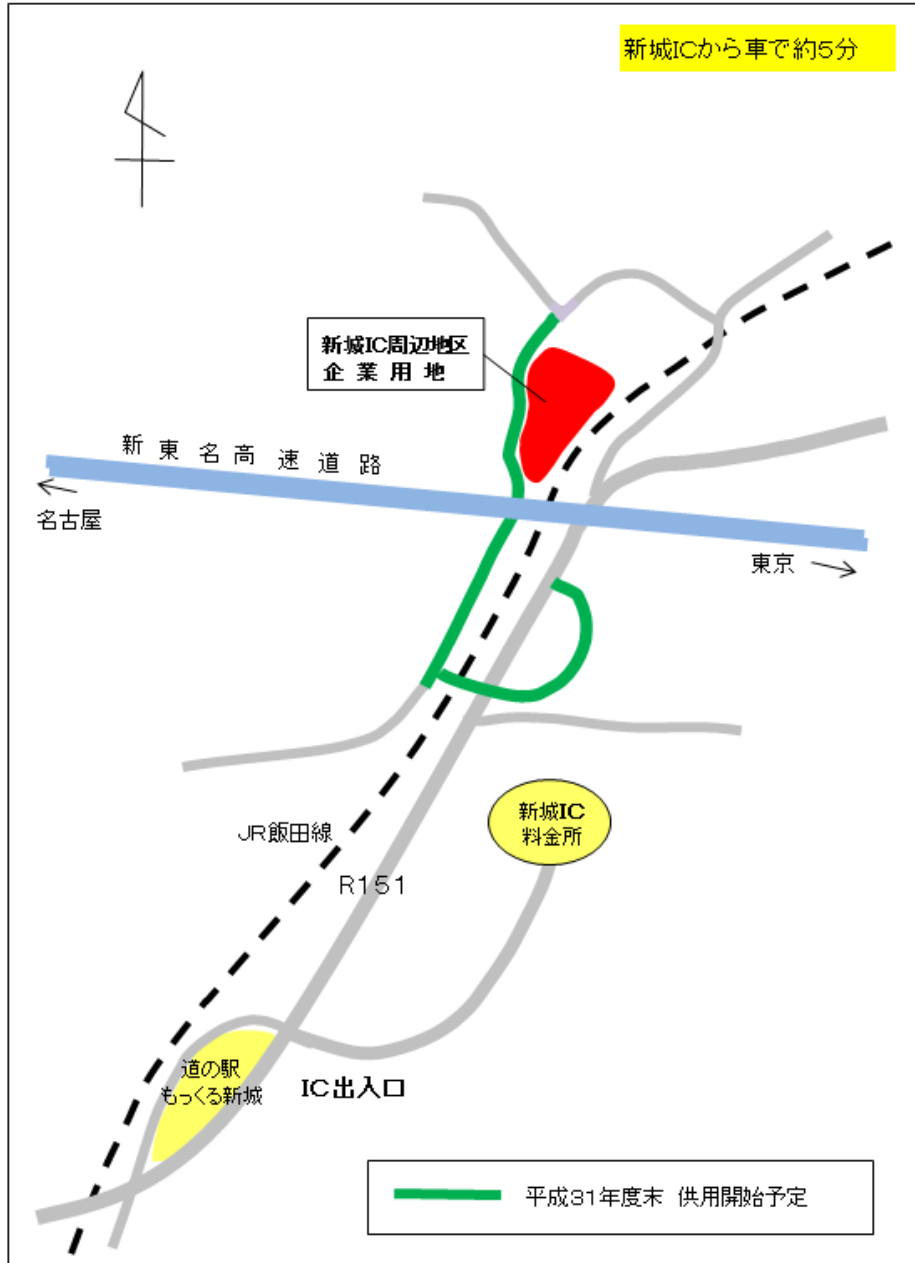 新城ICから車で約5分
新城IC周辺地区
企業用地
新東名高速道路
名古屋
東京
新城IC
料金所
JR飯田線
R151
道の駅
もっくる新城
IC出入口
平成31年度末 供用開始予定